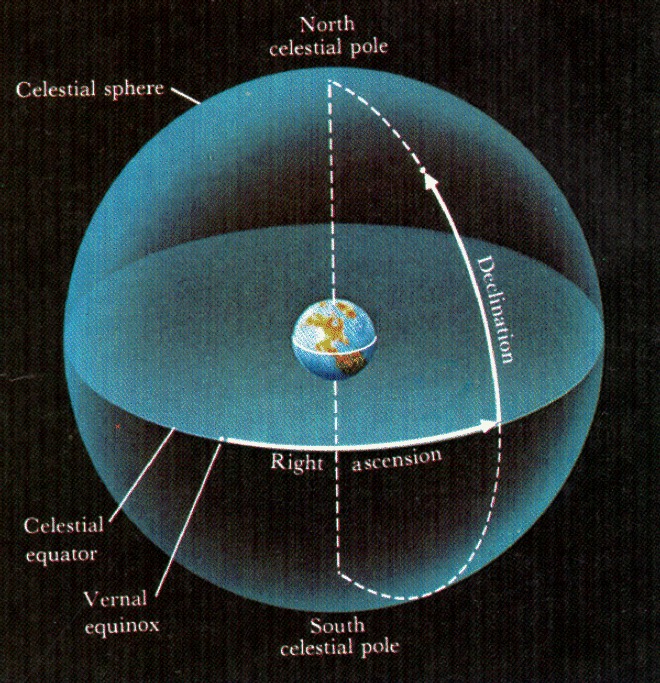 North
celestial pole
Celestial sphere
Declination
Right ascension
Celestial
equator
Vernal
equinox
South
celestial pole